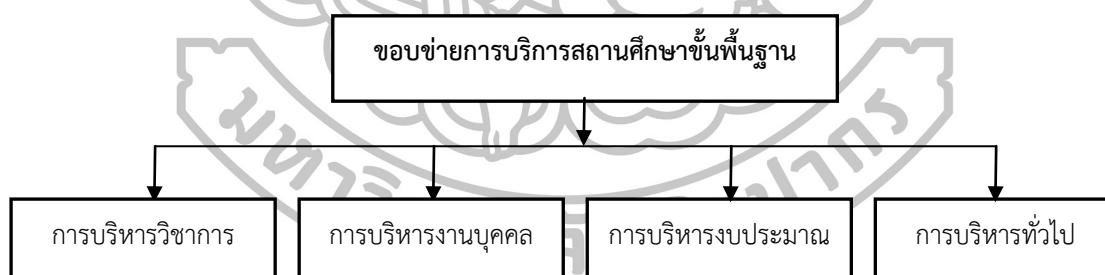 ขอบข่ายการบริการสถานศึกษาขั้นพื้นฐาน
การบริหารวิชาการ
การบริหารงานบุคคล
การบริหารงบประมาณ
การบริหารทั่วไป